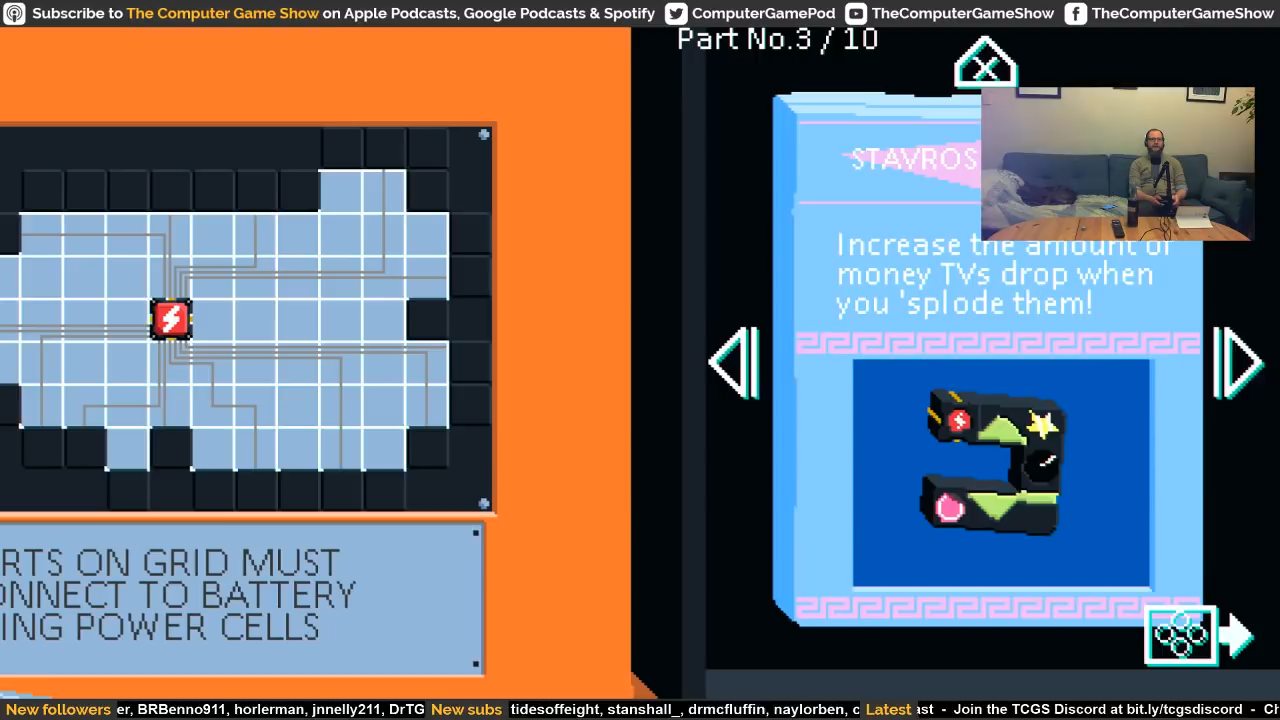 Subscribe to The Computer Game Show on Apple Podcasts, Google Podcasts & Spotify ComputerGamePod TheComputerGameShow TheComputerGameShow
Part No.3 / 10
STAVROS
Increase the amount of
money TVs drop when
you 'splode them!
RTS ON GRID MUST
ONNECT TO BATTERY
ING POWER CELLS
New followers er, BRBenno911, horlerman, jnnelly211, DrTG New subs tidesoffeight, stanshall_, drmcfluffin, naylorben, c Latest ast - Join the TCGS Discord at bit.ly/tcgsdiscord - Ch